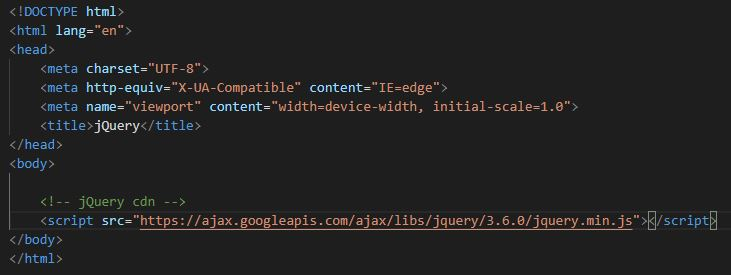 <!DOCTYPE html>
<html lang="en">
<head>
    <meta charset="UTF-8">
    <meta http-equiv="X-UA-Compatible" content="IE=edge">
    <meta name="viewport" content="width=device-width, initial-scale=1.0">
    <title>jQuery</title>
</head>
<body>
    <!-- jQuery cdn -->
    <script src="https://ajax.googleapis.com/ajax/libs/jquery/3.6.0/jquery.min.js"></script>
</body>
</html>